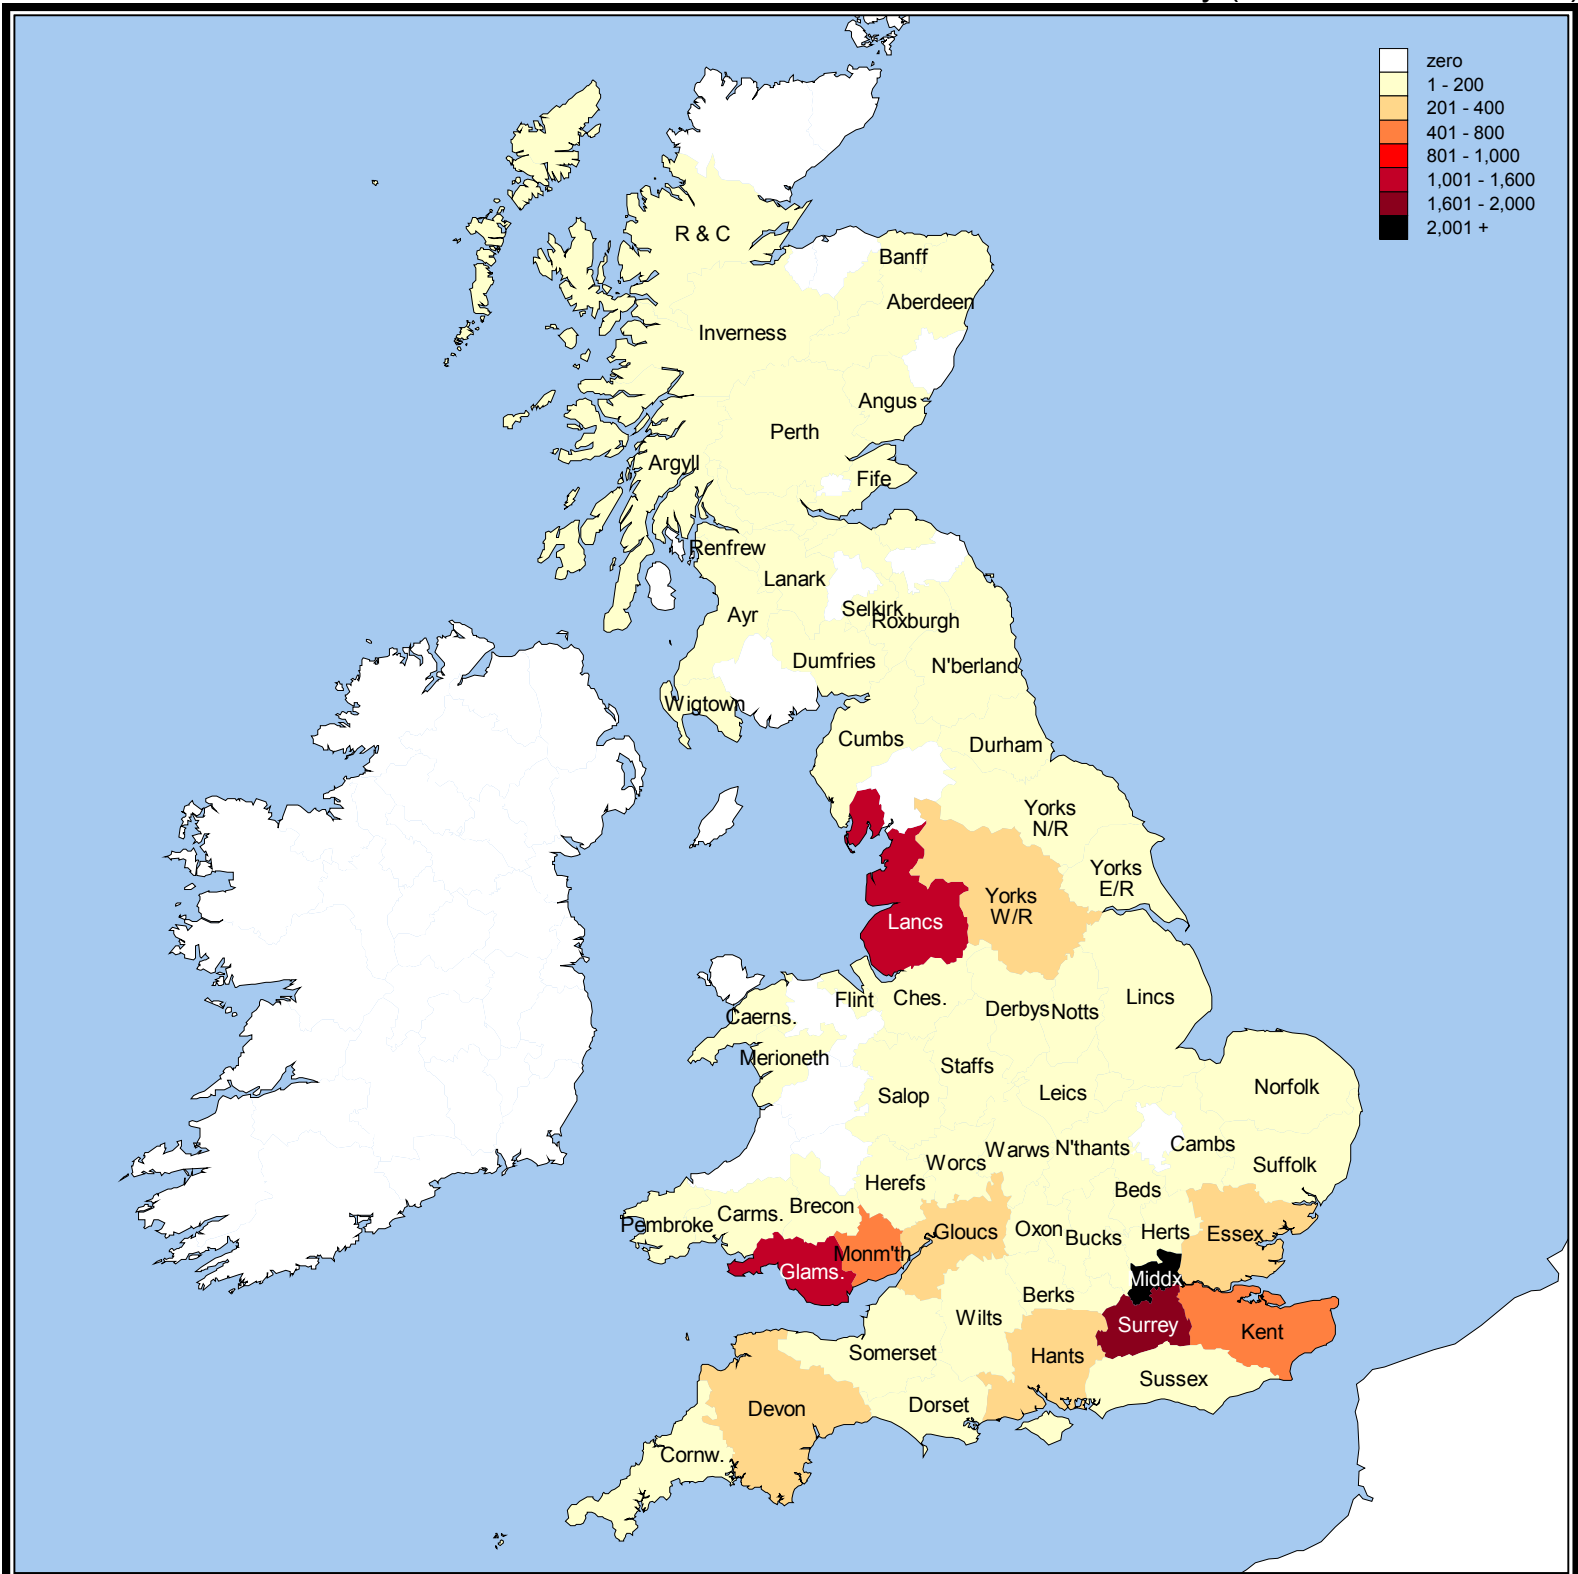 zero
1 - 200
201 - 400
401 - 800
801 - 1,000
1,001 - 1,600
1,601 - 2,000
2,001 +
R & C
Banff
Aberdeen
Inverness
Angus
Perth
Argyll
Fife
Renfrew
Lanark
Selkirk
Ayr
Roxburgh
Dumfries
N'berland
Wigtown
Cumbs
Durham
Yorks
N/R
Yorks
E/R
Yorks
W/R
Lancs
Flint
Ches.
Lincs
Derbys
Notts
Caerns.
Merioneth
Staffs
Norfolk
Leics
Salop
Cambs
N'thants
Warws
Worcs
Suffolk
Herefs
Beds
Brecon
Carms.
Pembroke
Gloucs
Oxon
Bucks
Herts
Essex
Monm'th
Glams.
Middx
Berks
Wilts
Surrey
Kent
Somerset
Hants
Sussex
Dorset
Devon
Cornw.